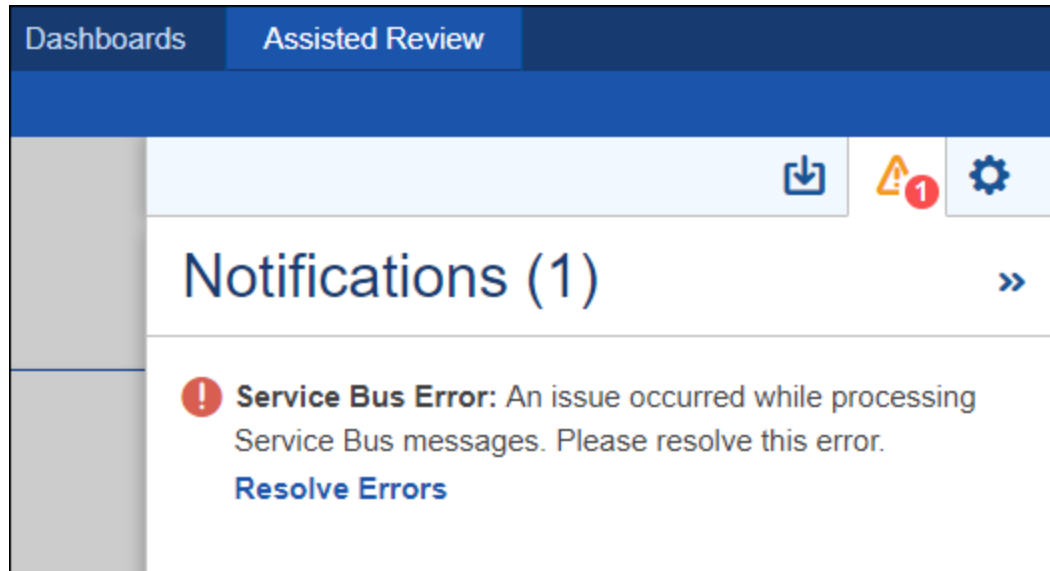 Dashboards Assisted Review
1
Notifications (1)
Service Bus Error: An issue occurred while processing
Service Bus messages. Please resolve this error.
Resolve Errors